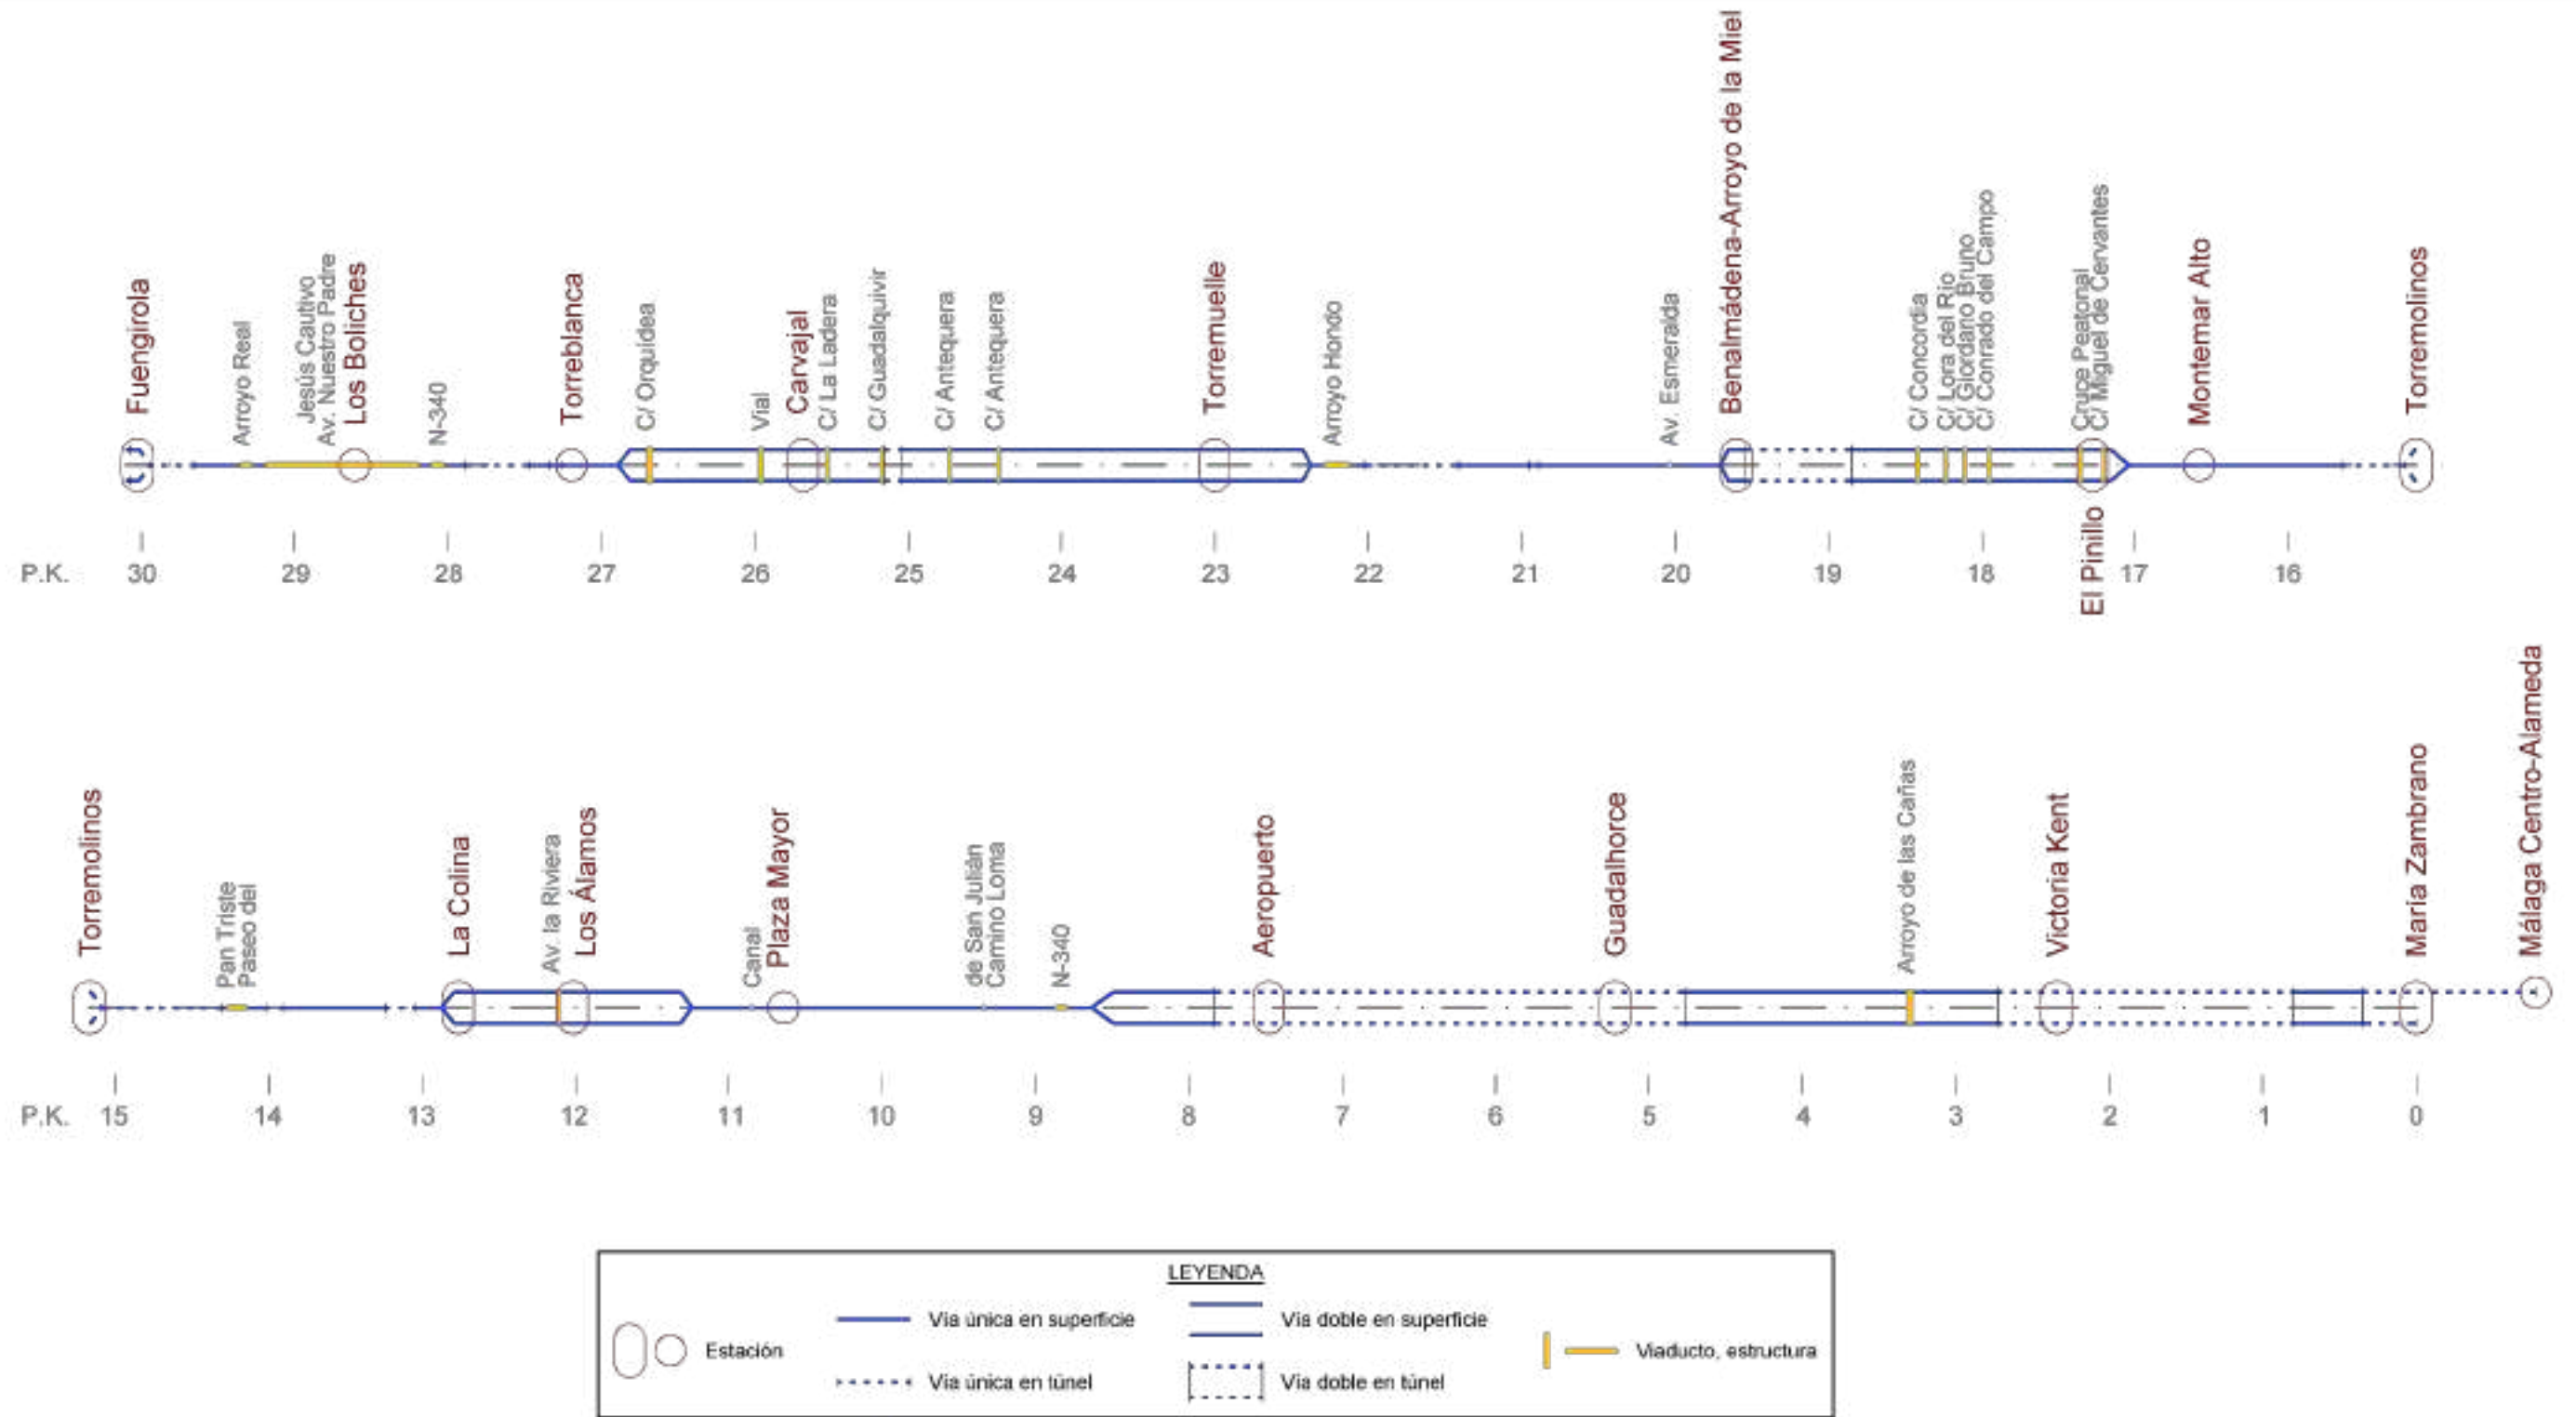 Fuengirola
Arroyo Real
Jesús Cautivo
Av. Nuestro Padre
Los Boliches
N-340
Torreblanca
C/ Orquídea
Vial
Carvajal
C/ La Ladera
C/ Guadalquivir
C/ Antequera
C/ Antequera
Torremuelle
Arroyo Hondo
Av. Esmeralda
Benalmádena-Arroyo de la Miel
C/ Concordia
C/ Lora del Río
C/ Giordano Bruno
C/ Conrado del Campo
Cruce Peatonal
C/ Miguel de Cervantes
El Pinillo
Montemar Alto
Torremolinos
P.K. 30 29 28 27 26 25 24 23 22 21 20 19 18 17 16
Torremolinos
Pan Triste
Paseo del
La Colina
Av. la Riviera
Los Álamos
Canal
Plaza Mayor
de San Julián
Camino Loma
N-340
Aeropuerto
Guadalhorce
Arroyo de las Cañas
Victoria Kent
María Zambrano
Málaga Centro-Alameda
P.K. 15 14 13 12 11 10 9 8 7 6 5 4 3 2 1 0
LEYENDA
Estación
Vía única en superficie
Vía doble en superficie
Viaducto, estructura
Vía única en túnel
Vía doble en túnel